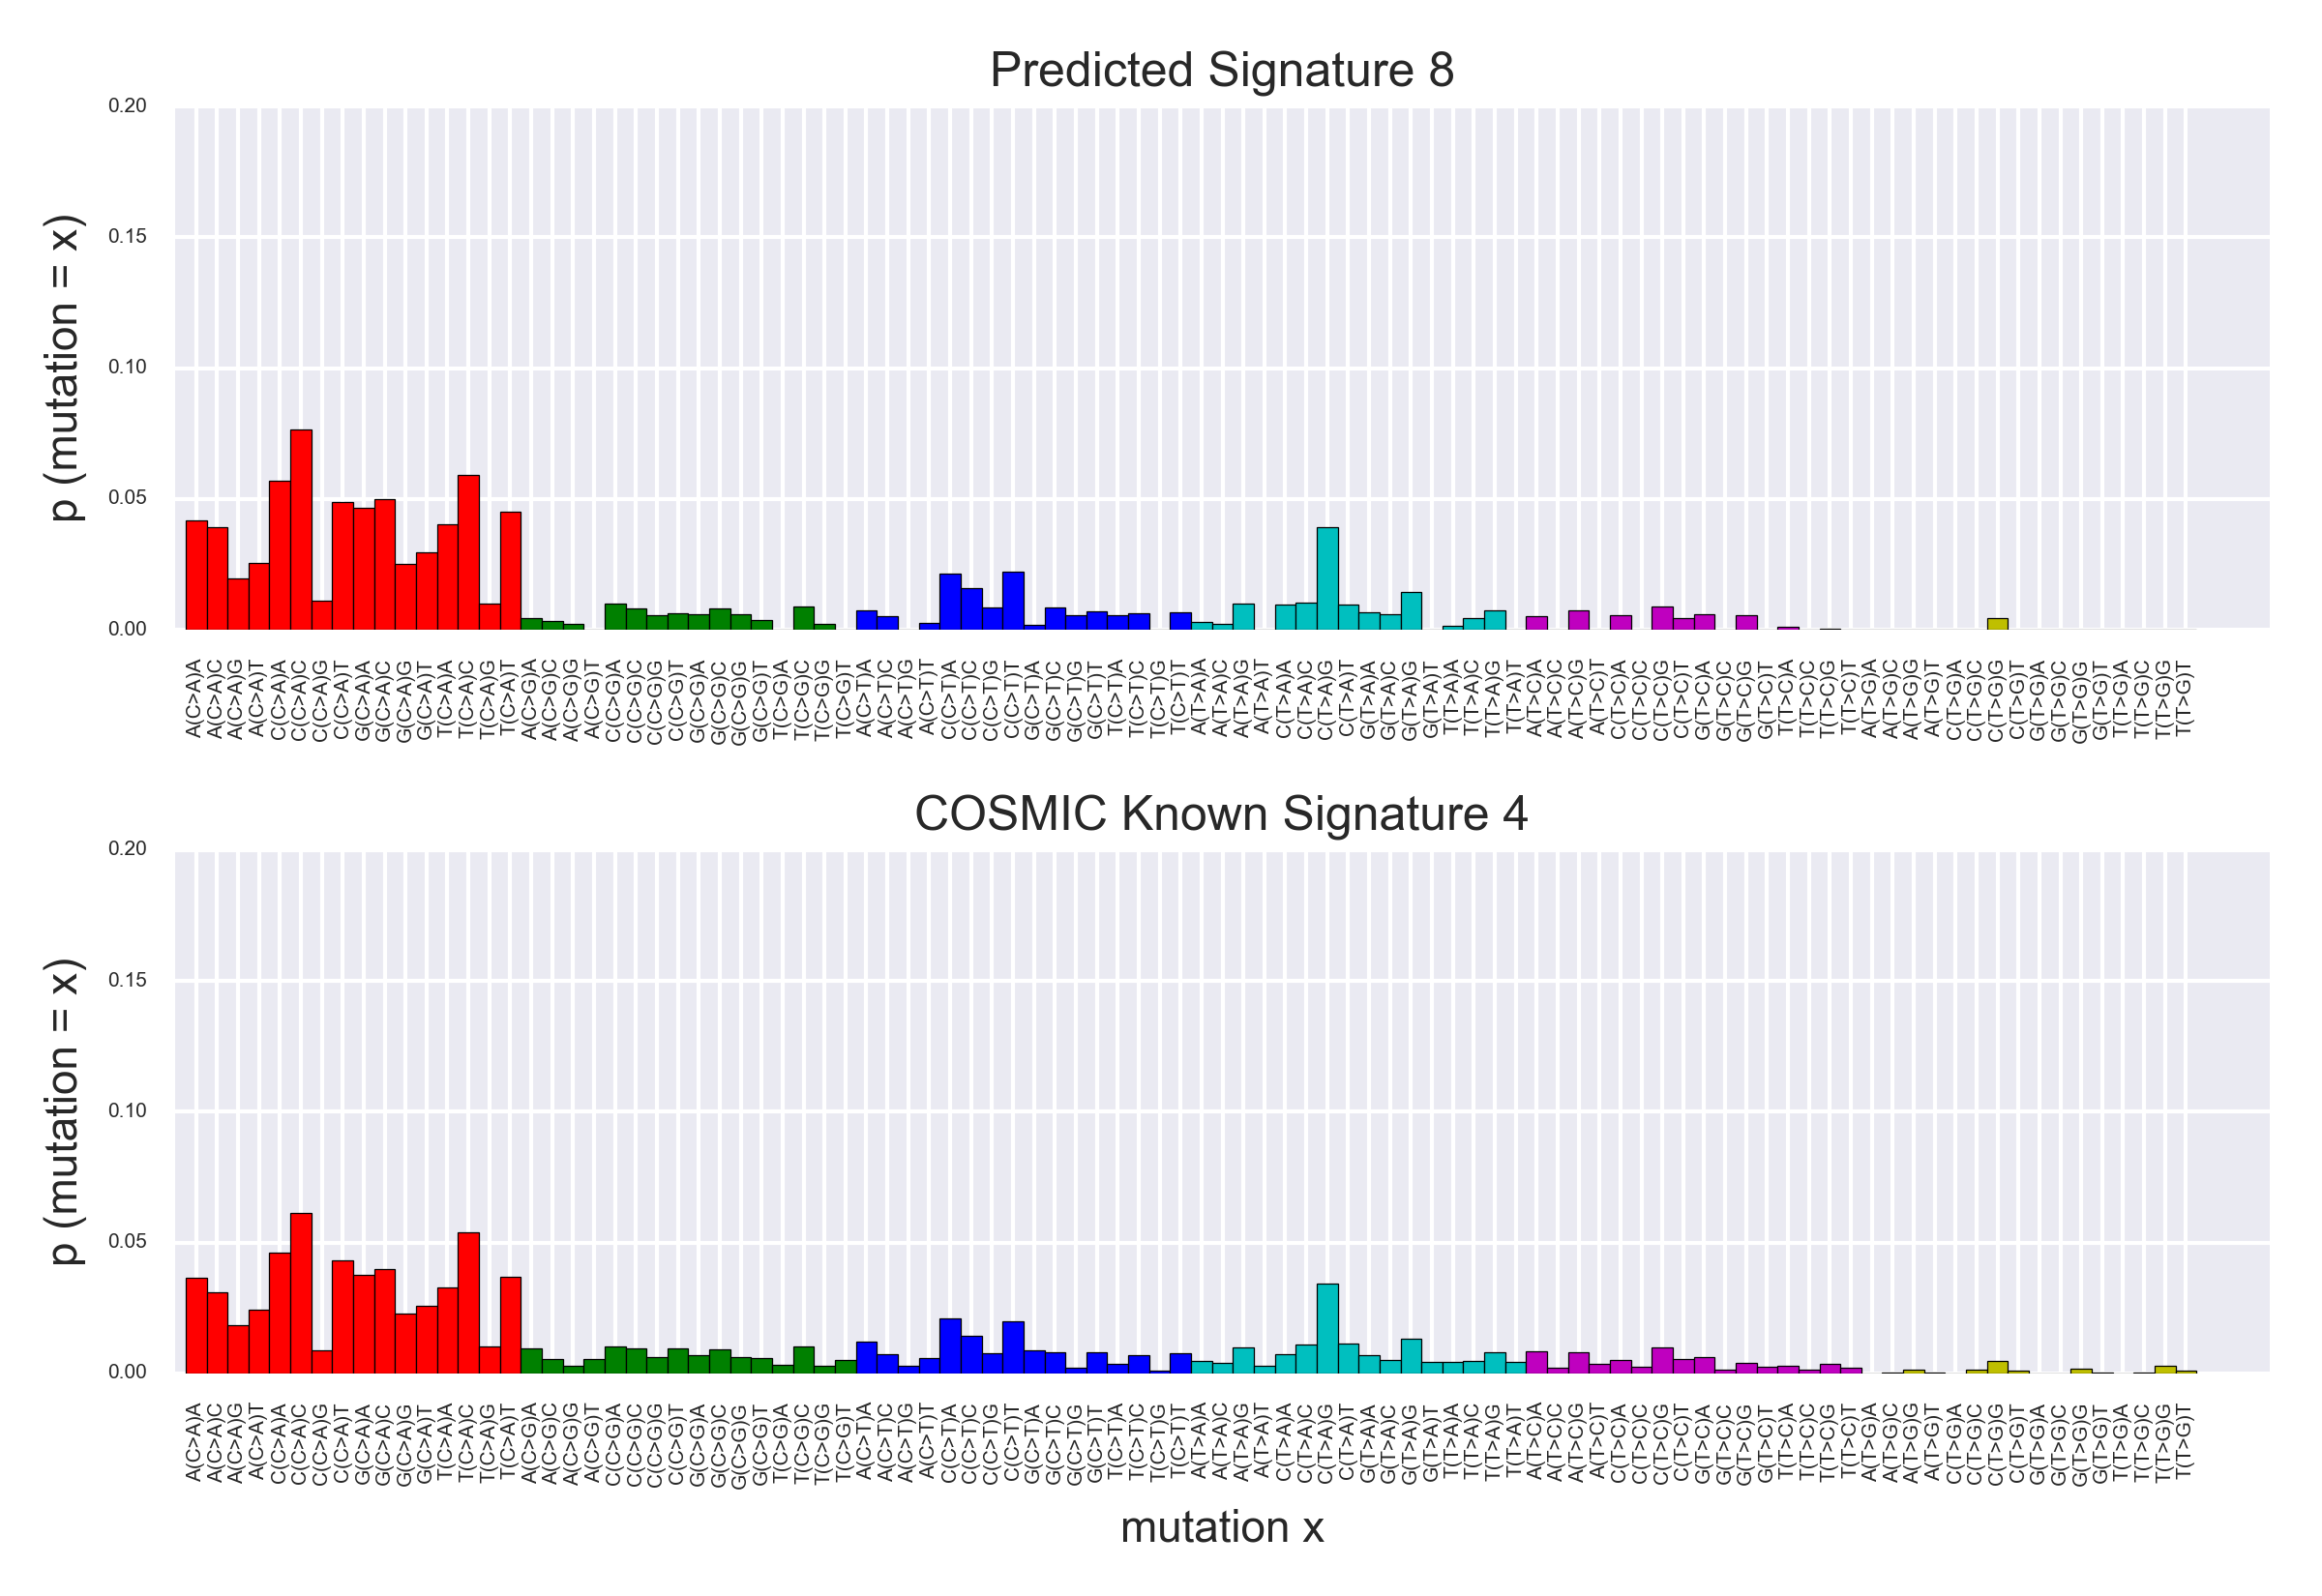 Predicted Signature 8
0.20
0.15
0.10
0.05
0.00
p (mutation = x)
A(C>A)A A(C>A)C A(C>A)G A(C>A)T C(C>A)A C(C>A)C C(C>A)G C(C>A)T G(C>A)A G(C>A)C G(C>A)G G(C>A)T T(C>A)A T(C>A)C T(C>A)G T(C>A)T A(C>G)A A(C>G)C A(C>G)G A(C>G)T C(C>G)A C(C>G)C C(C>G)G C(C>G)T G(C>G)A G(C>G)C G(C>G)G G(C>G)T T(C>G)A T(C>G)C T(C>G)G T(C>G)T A(C>T)A A(C>T)C A(C>T)G A(C>T)T C(C>T)A C(C>T)C C(C>T)G C(C>T)T G(C>T)A G(C>T)C G(C>T)G G(C>T)T T(C>T)A T(C>T)C T(C>T)G T(C>T)T A(T>A)A A(T>A)C A(T>A)G A(T>A)T C(T>A)A C(T>A)C C(T>A)G C(T>A)T G(T>A)A G(T>A)C G(T>A)G G(T>A)T T(T>A)A T(T>A)C T(T>A)G T(T>A)T A(T>C)A A(T>C)C A(T>C)G A(T>C)T C(T>C)A C(T>C)C C(T>C)G C(T>C)T G(T>C)A G(T>C)C G(T>C)G G(T>C)T T(T>C)A T(T>C)C T(T>C)G T(T>C)T A(T>G)A A(T>G)C A(T>G)G A(T>G)T C(T>G)A C(T>G)C C(T>G)G C(T>G)T G(T>G)A G(T>G)C G(T>G)G G(T>G)T T(T>G)A T(T>G)C T(T>G)G T(T>G)T
COSMIC Known Signature 4
0.20
0.15
0.10
0.05
0.00
p (mutation = x)
A(C>A)A A(C>A)C A(C>A)G A(C>A)T C(C>A)A C(C>A)C C(C>A)G C(C>A)T G(C>A)A G(C>A)C G(C>A)G G(C>A)T T(C>A)A T(C>A)C T(C>A)G T(C>A)T A(C>G)A A(C>G)C A(C>G)G A(C>G)T C(C>G)A C(C>G)C C(C>G)G C(C>G)T G(C>G)A G(C>G)C G(C>G)G G(C>G)T T(C>G)A T(C>G)C T(C>G)G T(C>G)T A(C>T)A A(C>T)C A(C>T)G A(C>T)T C(C>T)A C(C>T)C C(C>T)G C(C>T)T G(C>T)A G(C>T)C G(C>T)G G(C>T)T T(C>T)A T(C>T)C T(C>T)G T(C>T)T A(T>A)A A(T>A)C A(T>A)G A(T>A)T C(T>A)A C(T>A)C C(T>A)G C(T>A)T G(T>A)A G(T>A)C G(T>A)G G(T>A)T T(T>A)A T(T>A)C T(T>A)G T(T>A)T A(T>C)A A(T>C)C A(T>C)G A(T>C)T C(T>C)A C(T>C)C C(T>C)G C(T>C)T G(T>C)A G(T>C)C G(T>C)G G(T>C)T T(T>C)A T(T>C)C T(T>C)G T(T>C)T A(T>G)A A(T>G)C A(T>G)G A(T>G)T C(T>G)A C(T>G)C C(T>G)G C(T>G)T G(T>G)A G(T>G)C G(T>G)G G(T>G)T T(T>G)A T(T>G)C T(T>G)G T(T>G)T
mutation x